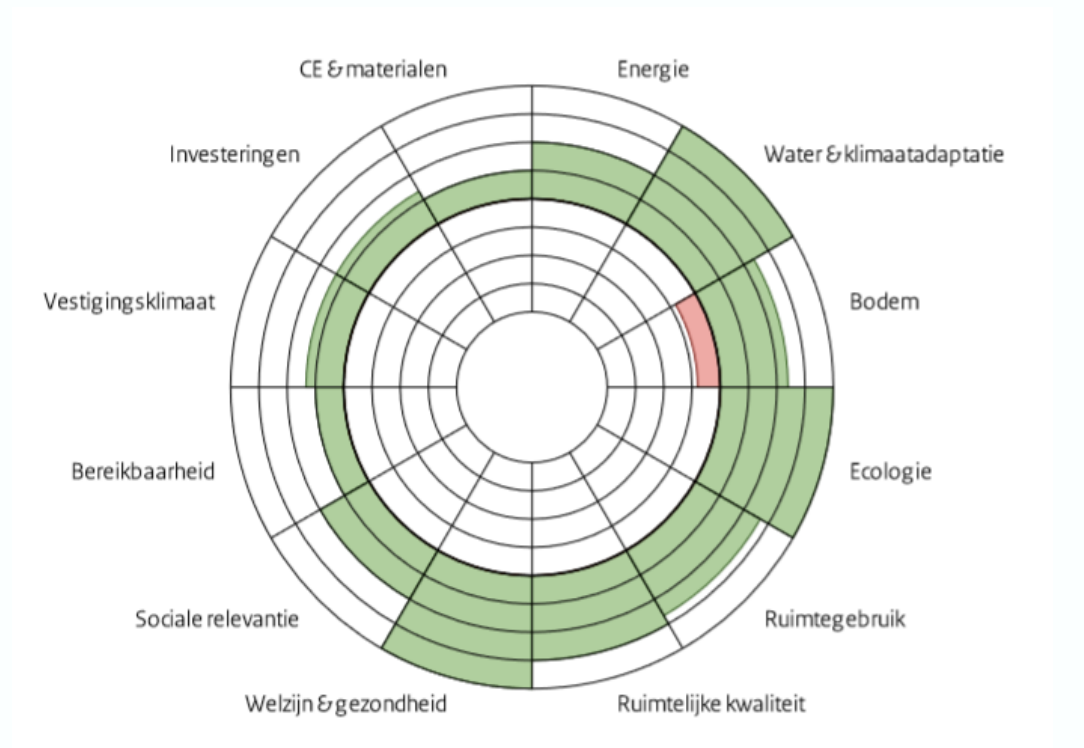 CE & materialen
Energie
Investeringen
Water & klimaatadaptatie
Vestigingsklimaat
Bodem
Bereikbaarheid
Ecologie
Sociale relevantie
Ruimtegebruik
Welzijn & gezondheid
Ruimtelijke kwaliteit